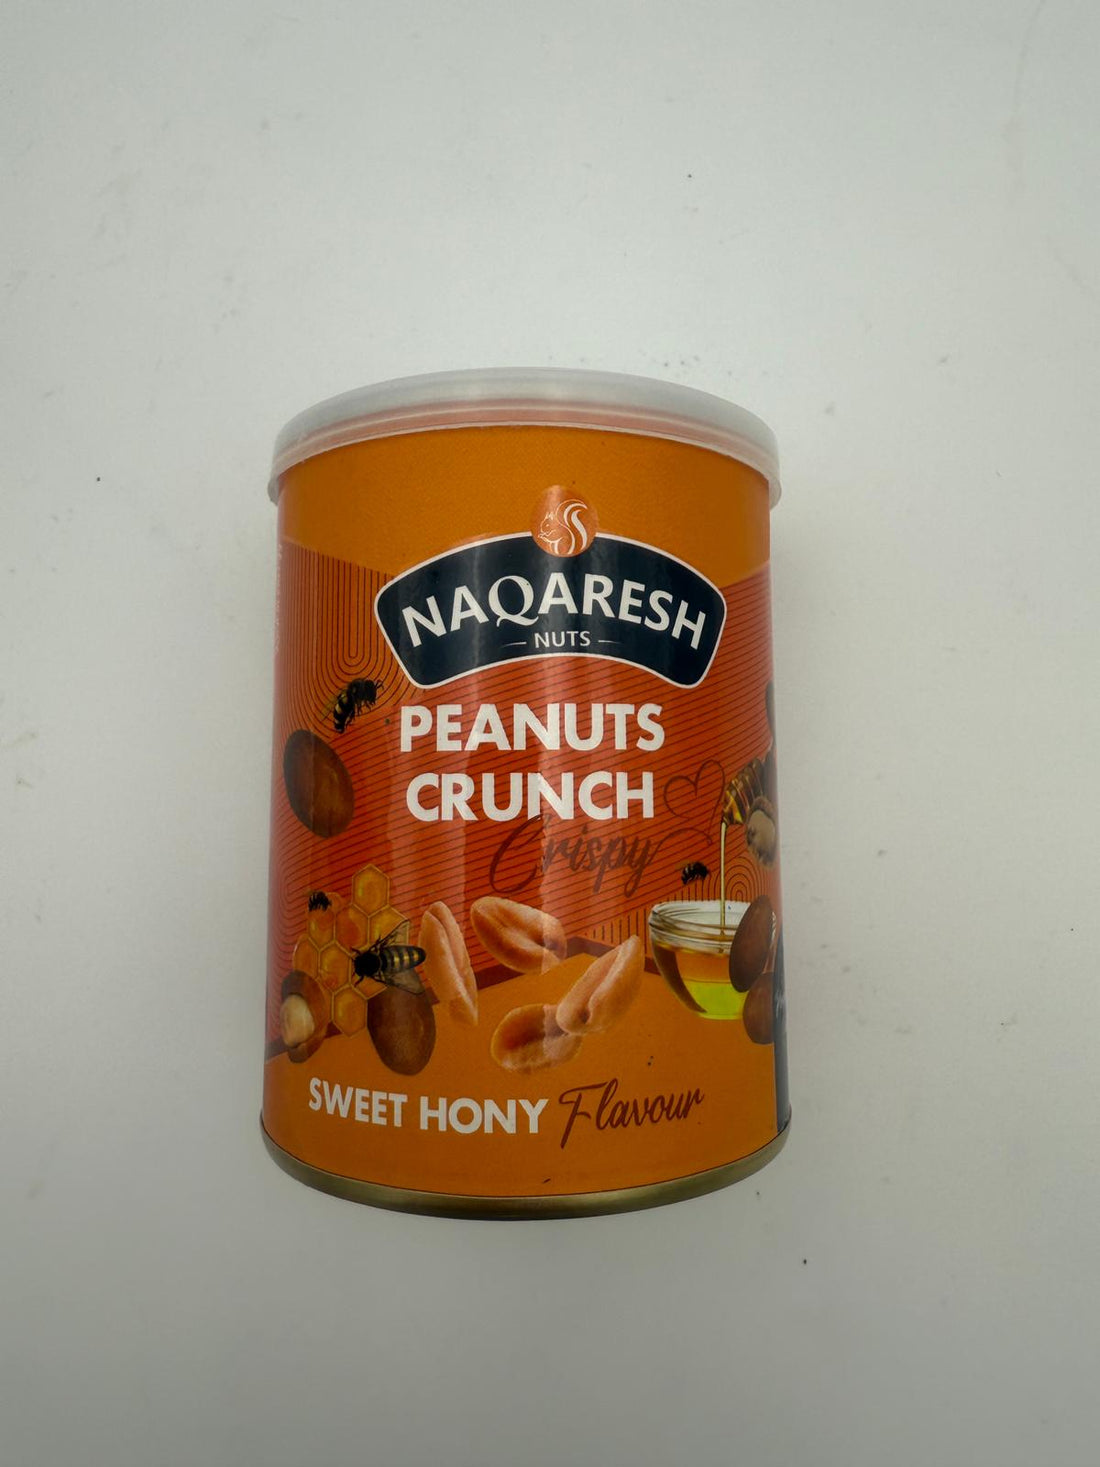 NAQARESH
NUTS
PEANUTS
CRUNCH
Crispy
SWEET HONY Flavour